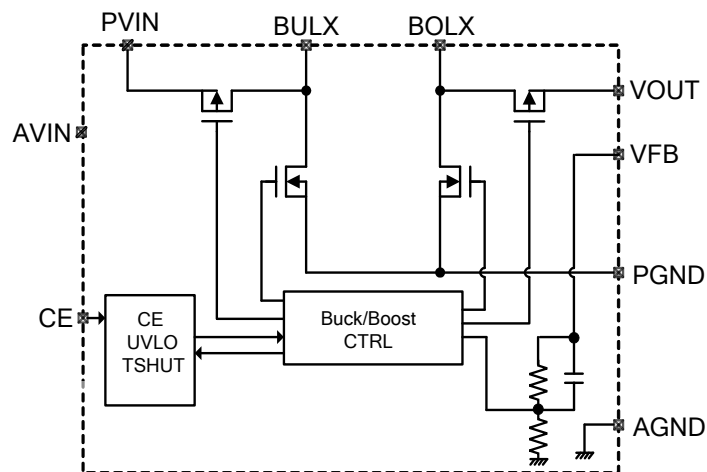 PVIN
BULX
BOLX
VOUT
AVIN
VFB
PGND
CE
CE
UVLO
TSHUT
Buck/Boost
CTRL
AGND